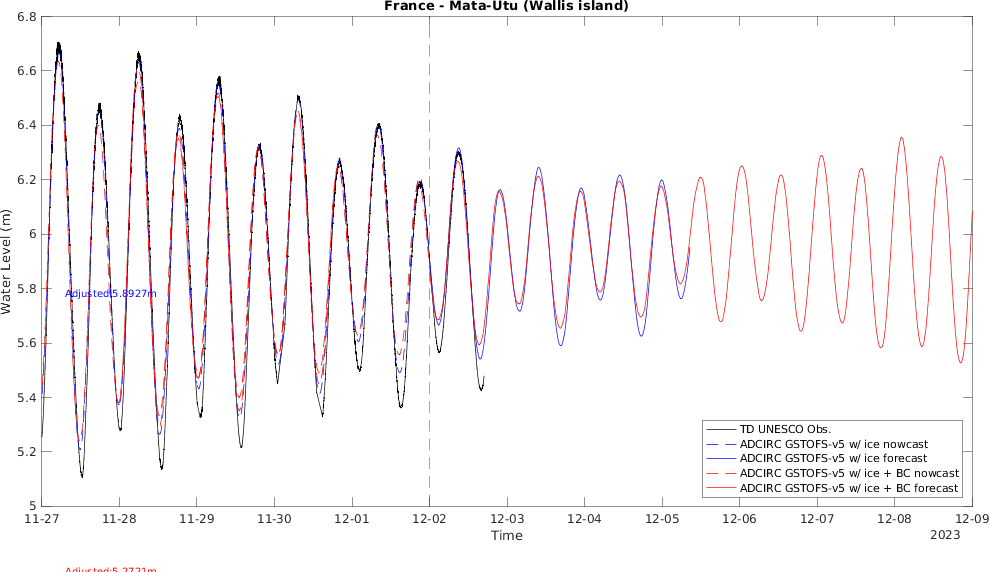 France - Mata-Utu (Wallis island)
6.8
6.6
6.4
6.2
6
5.8
5.6
5.4
5.2
5
Water Level (m)
Adjusted:5.8927m
TD UNESCO Obs.
ADCIRC GSTOFS-v5 w/ ice nowcast
ADCIRC GSTOFS-v5 w/ ice forecast
ADCIRC GSTOFS-v5 w/ ice + BC nowcast
ADCIRC GSTOFS-v5 w/ ice + BC forecast
11-27 11-28 11-29 11-30 12-01 12-02 12-03 12-04 12-05 12-06 12-07 12-08 12-09
Time
2023
Adjusted:5.2721m